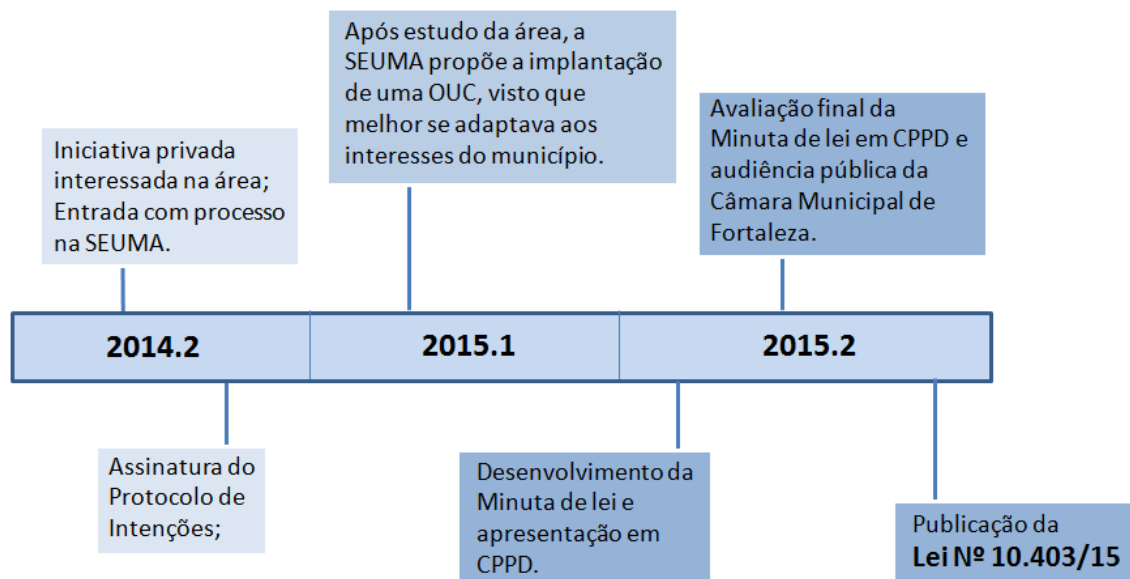 Após estudo da área, a
SEUMA propõe a implantação
de uma OUC, visto que
melhor se adaptava aos
interesses do município.
Avaliação final da
Minuta de lei em CPPD e
audiência pública da
Câmara Municipal de
Fortaleza.
Iniciativa privada
interessada na área;
Entrada com processo
na SEUMA.
2014.2
2015.1
2015.2
Assinatura do
Protocolo de
Intenções;
Desenvolvimento da
Minuta de lei e
apresentação em
CPPD.
Publicação da
Lei Nº 10.403/15